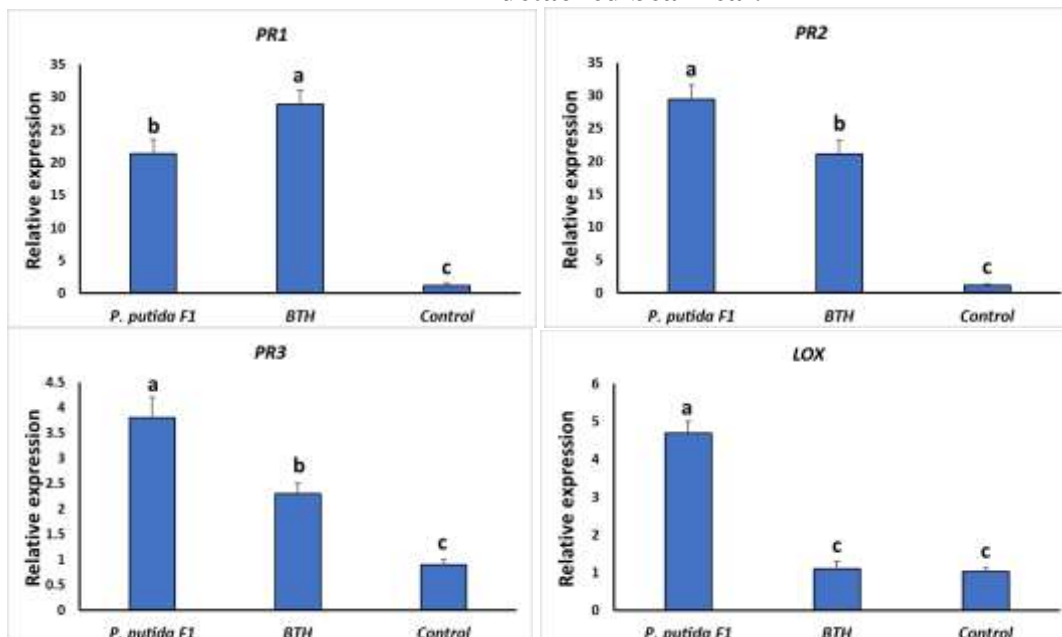 PR1
Relative expression
35
30
25
20
15
10
5
0
b
a
c
P. putida F1
BTH
Control
PR2
Relative expression
35
30
25
20
15
10
5
0
a
b
c
P. putida F1
BTH
Control
PR3
Relative expression
4.5
4
3.5
3
2.5
2
1.5
1
0.5
0
a
b
c
P. putida F1
BTH
Control
LOX
Relative expression
6
5
4
3
2
1
0
a
c
c
P. putida F1
BTH
Control